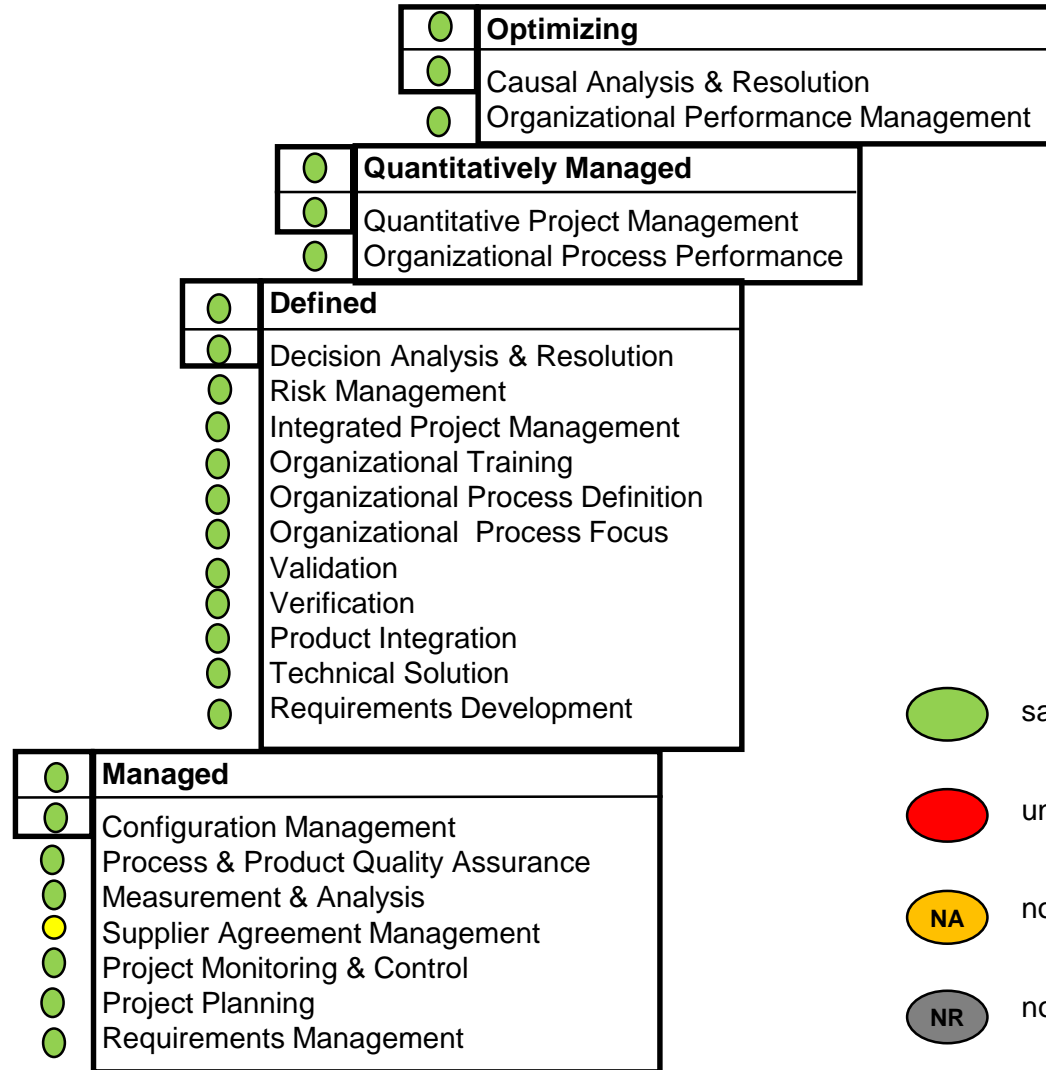 Optimizing
Causal Analysis & Resolution
Organizational Performance Management
Quantitatively Managed
Quantitative Project Management
Organizational Process Performance
Defined
Decision Analysis & Resolution
Risk Management
Integrated Project Management
Organizational Training
Organizational Process Definition
Organizational  Process Focus
Validation
Verification
Product Integration
Technical Solution
Requirements Development
Managed
Configuration Management
Process & Product Quality Assurance
Measurement & Analysis
Supplier Agreement Management
Project Monitoring & Control
Project Planning
Requirements Management
NA
NR